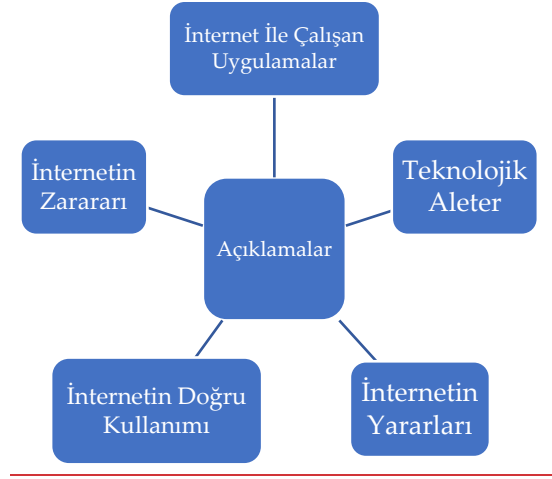 İnternet İle Çalışan
Uygulamalar
İnternetin
Zarararı
Teknolojik
Aleter
Açıklamalar
İnternetin Doğru
Kullanımı
İnternetin
Yararları